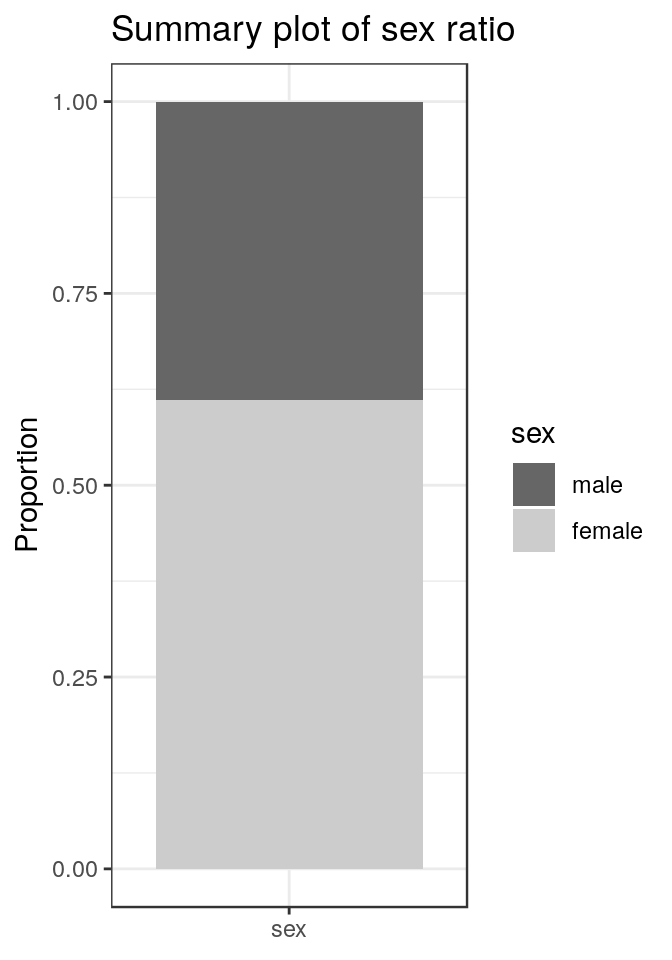 Summary plot of sex ratio
1.00
0.75
0.50
0.25
0.00
Proportion
sex
sex
male
female